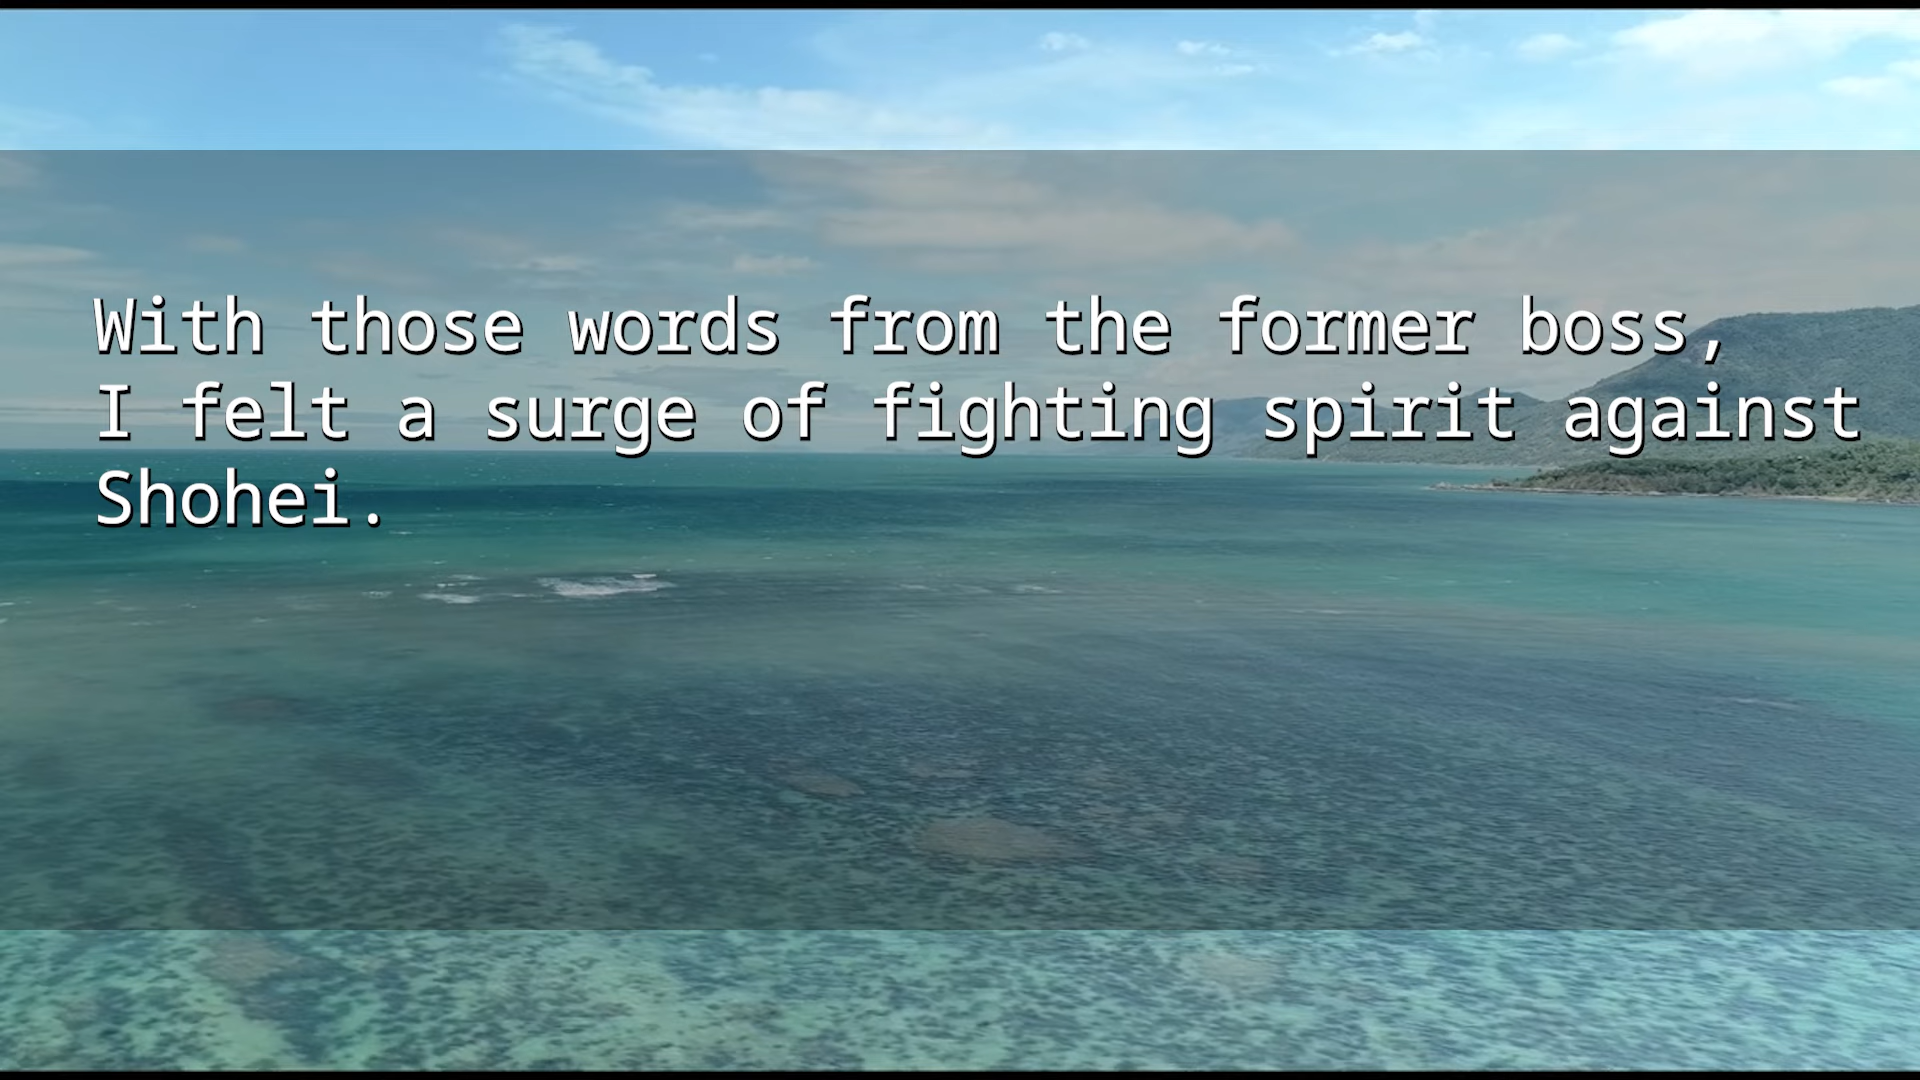 With those words from the former boss,
I felt a surge of fighting spirit against
Shohei.